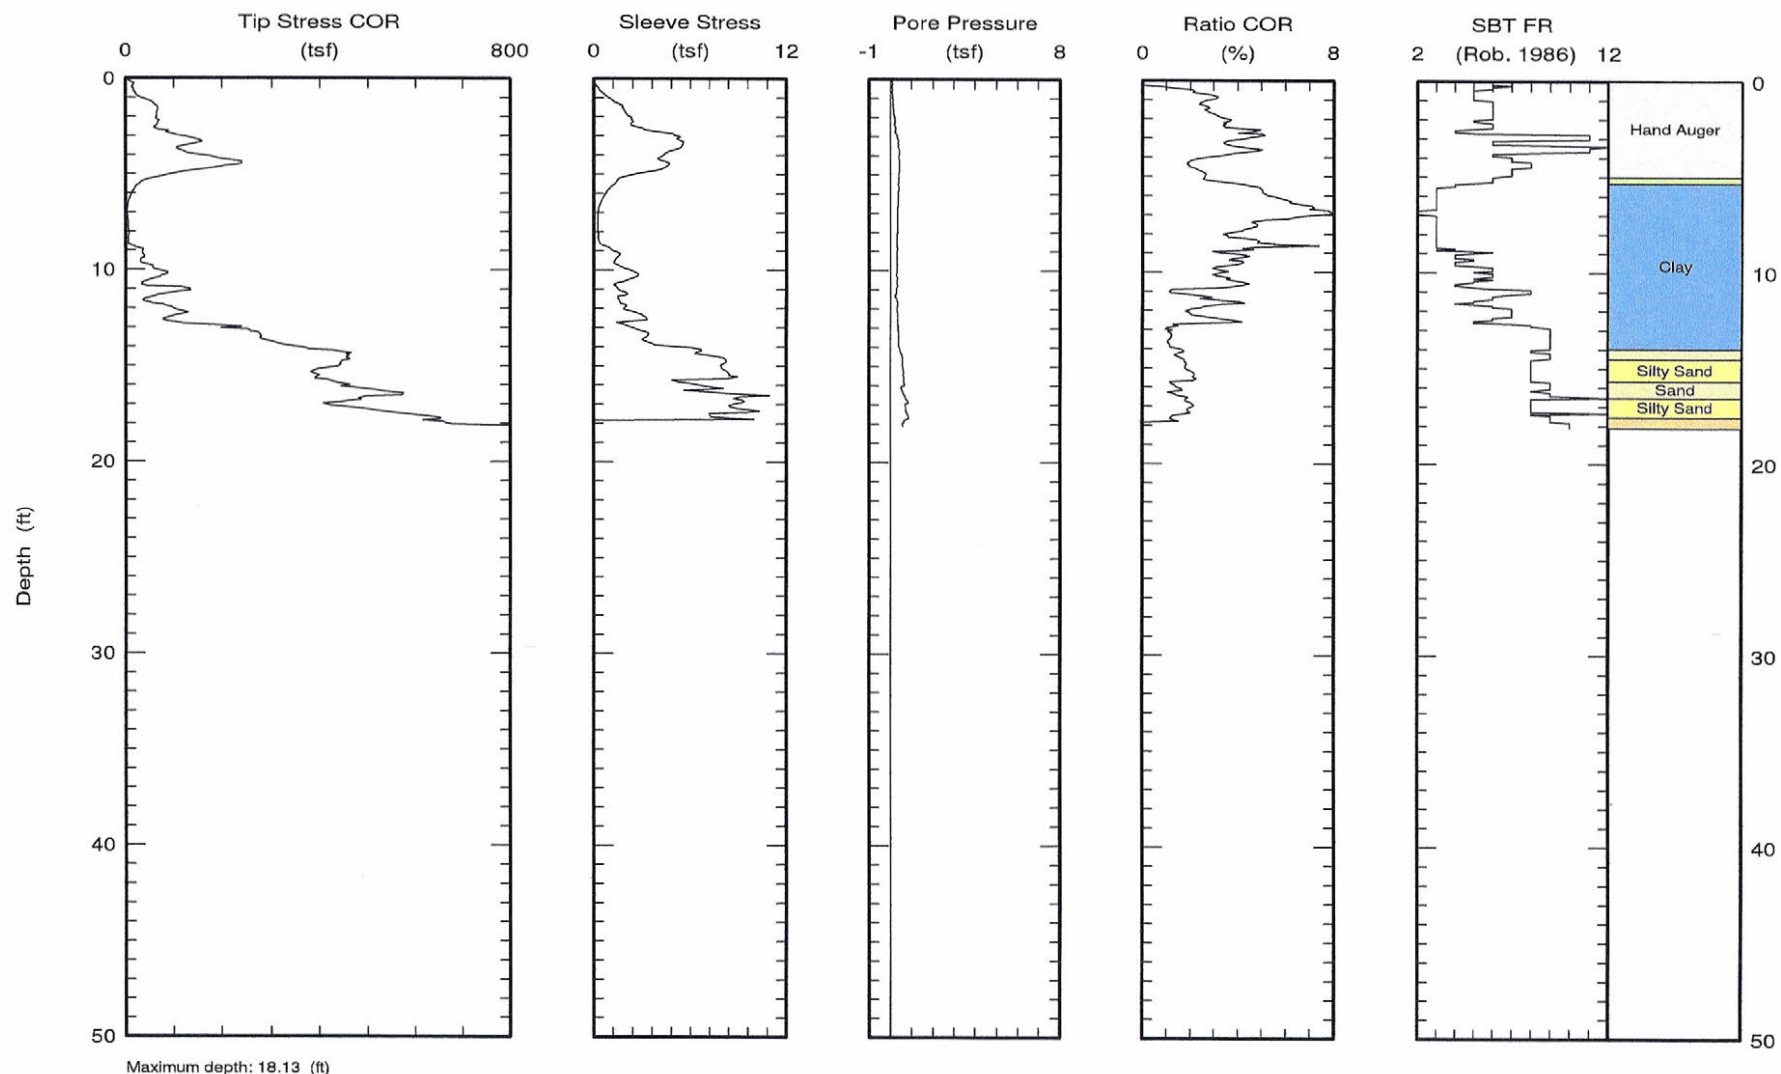 Tip Stress COR
(tsf)
0 800
Sleeve Stress
(tsf)
0 12
Pore Pressure
(tsf)
-1 8
Ratio COR
(%)
0 8
SBT FR
(Rob. 1986)
2 12
Depth (ft)
0
10
20
30
40
50
Hand Auger
Clay
Silty Sand
Sand
Silty Sand
0
10
20
30
40
50
Maximum depth: 18.13 (ft)